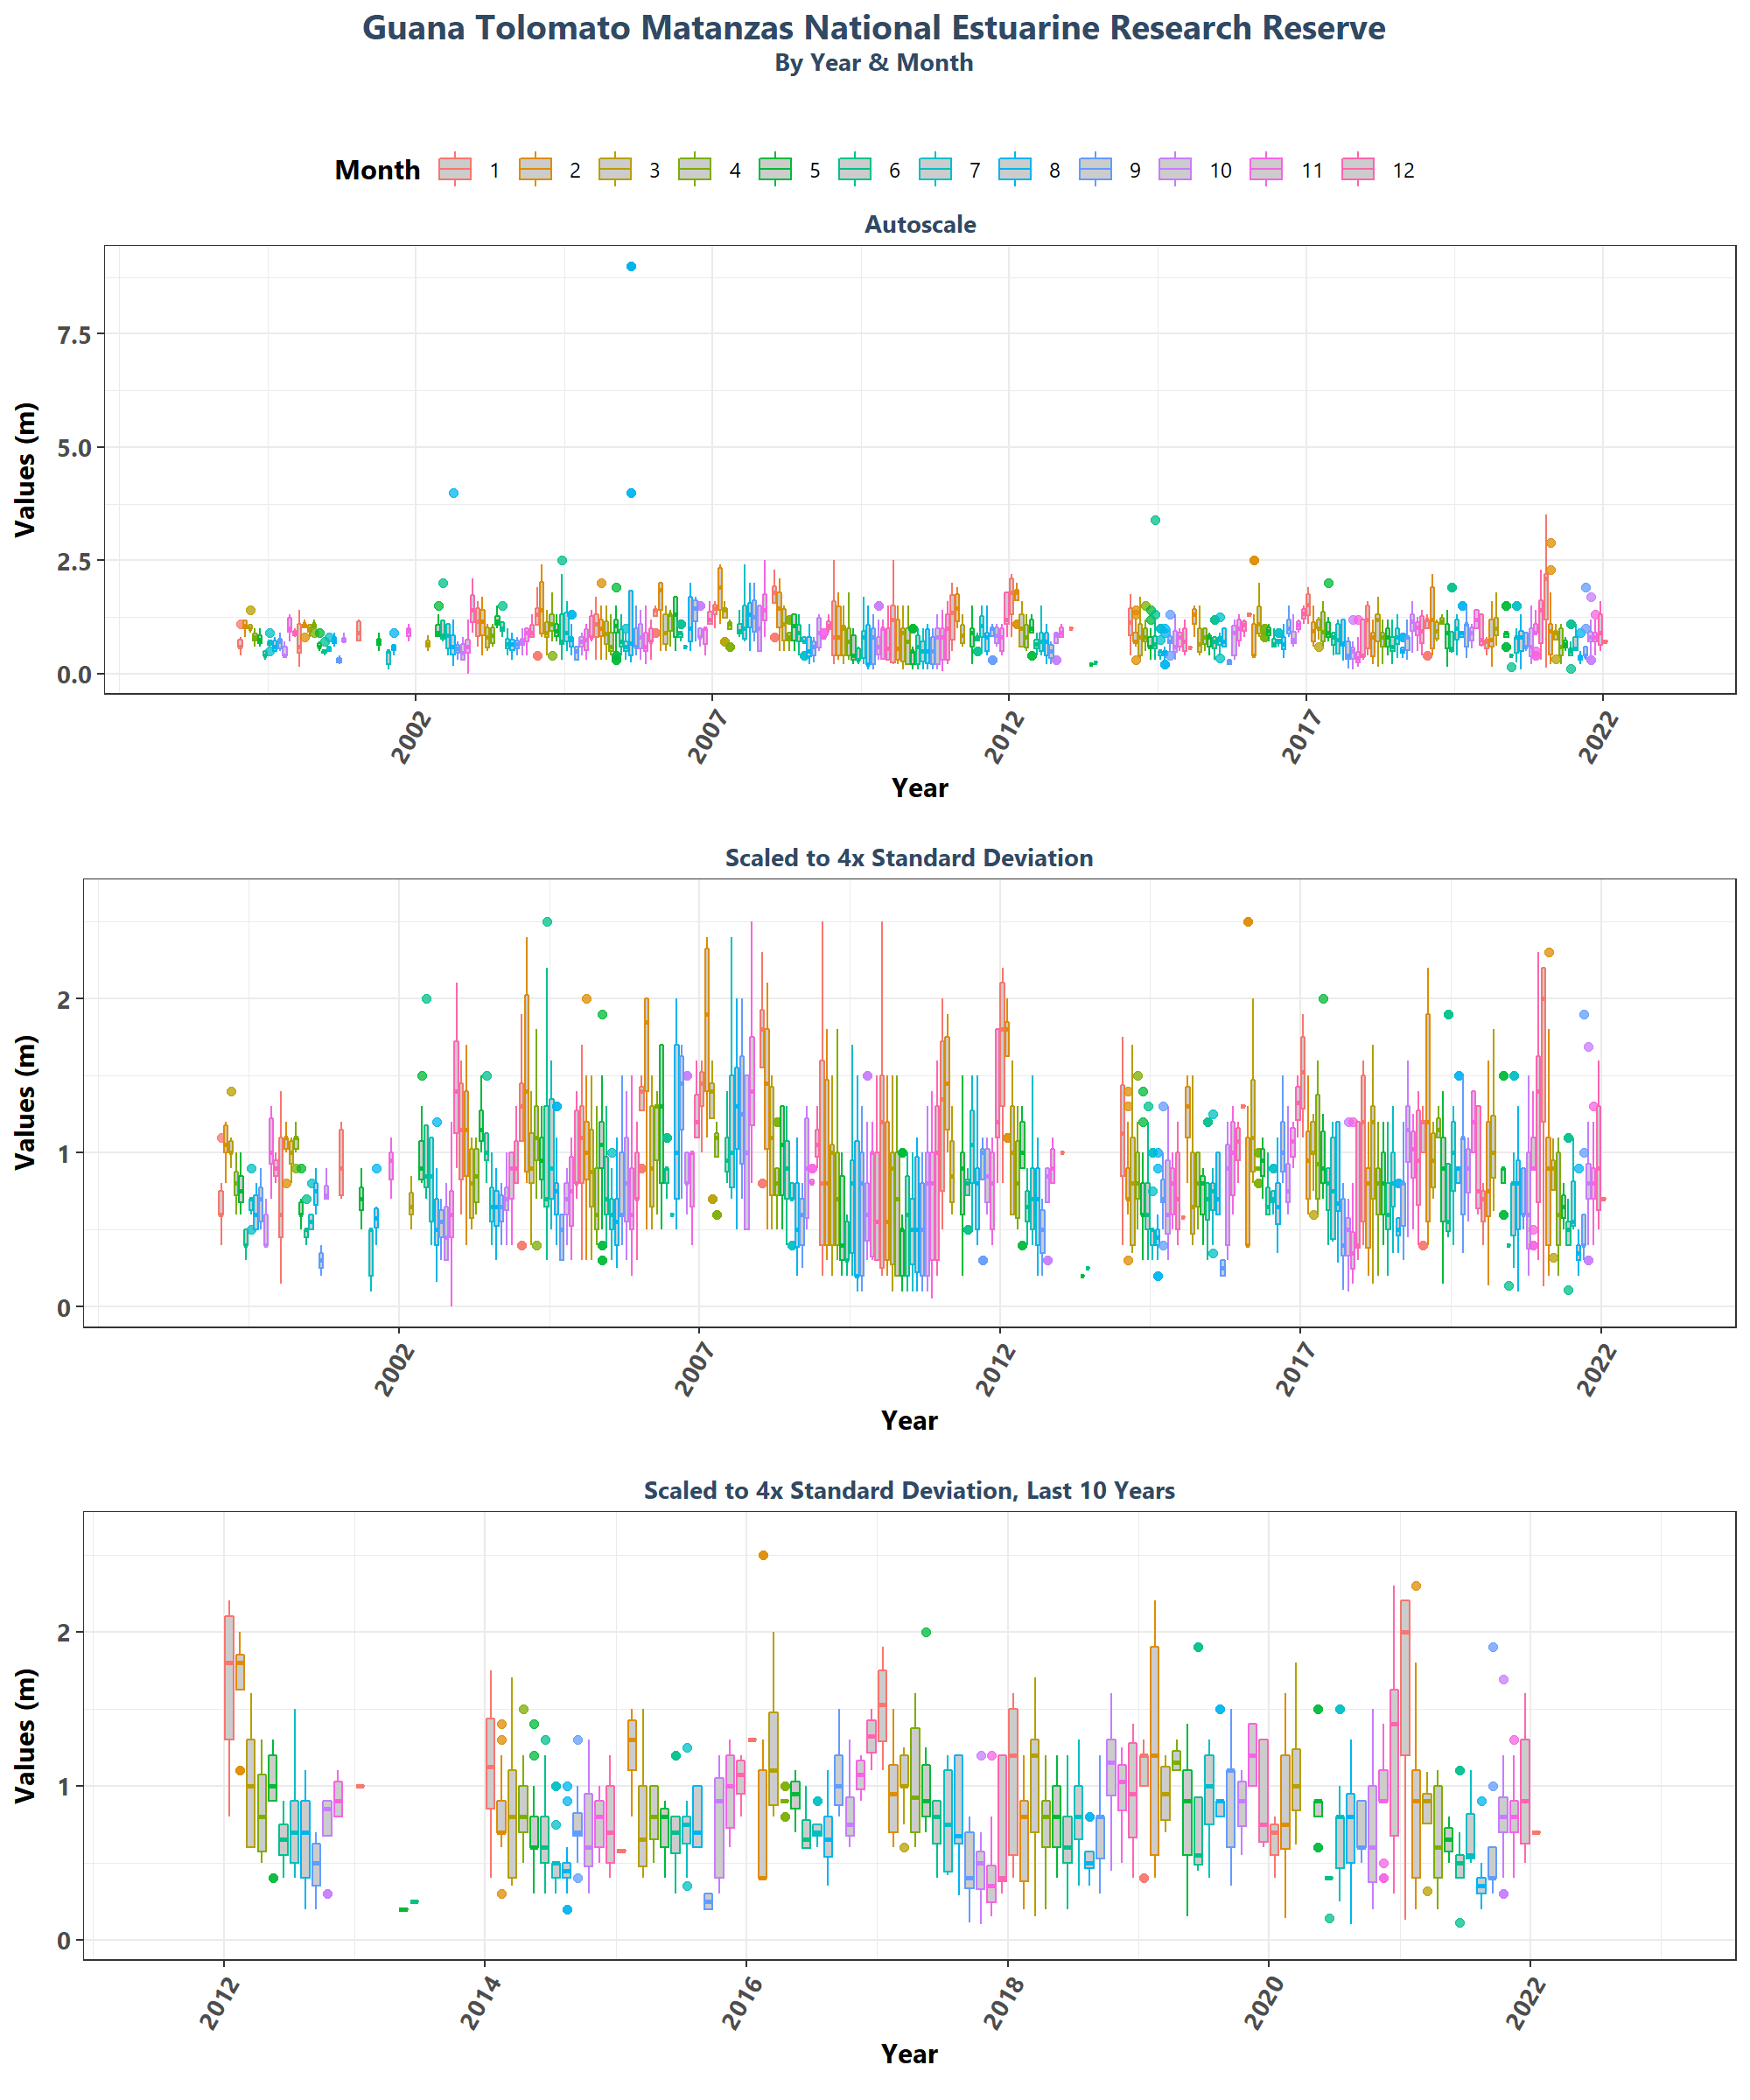 Guana Tolomato Matanzas National Estuarine Research Reserve
By Year & Month
Month 1 2 3 4 5 6 7 8 9 10 11 12
Autoscale
7.5
5.0
2.5
0.0
Values (m)
2002 2007 2012 2017 2022
Year
Scaled to 4x Standard Deviation
2
1
0
Values (m)
2002 2007 2012 2017 2022
Year
Scaled to 4x Standard Deviation, Last 10 Years
2
1
0
Values (m)
2012 2014 2016 2018 2020 2022
Year